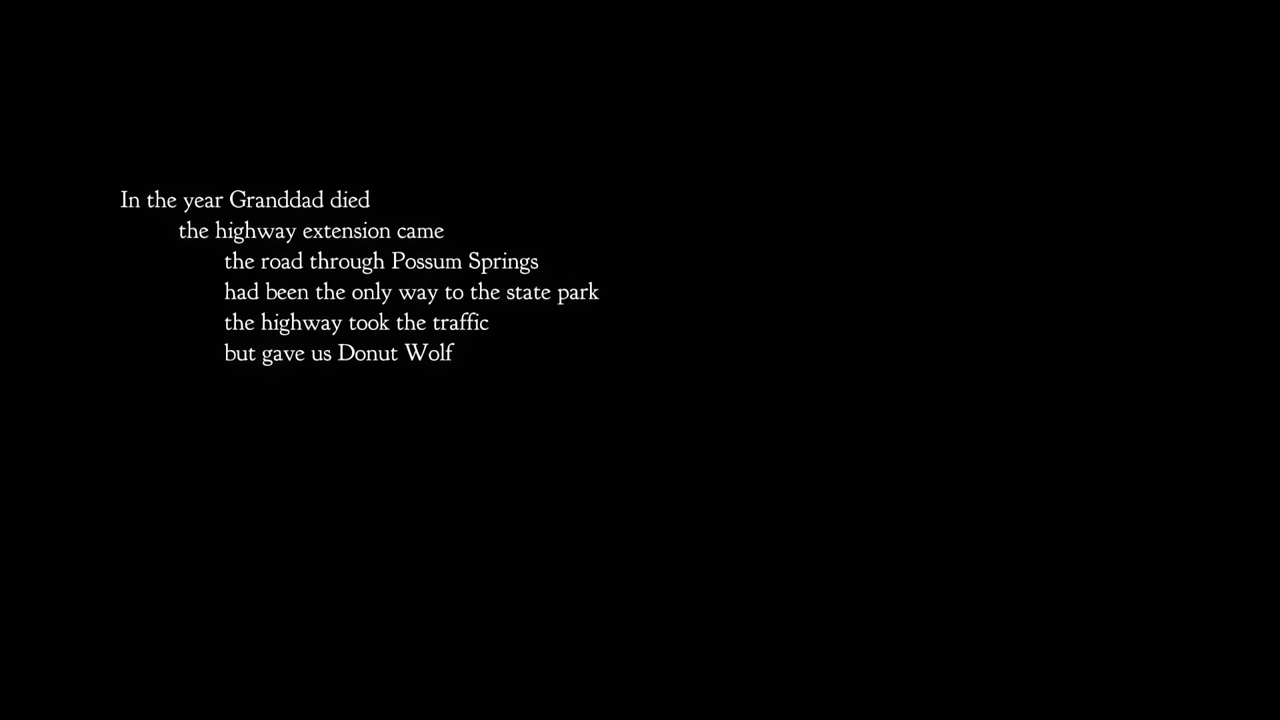 In the year Granddad died
the highway extension came
the road through Possum Springs
had been the only way to the state park
the highway took the traffic
but gave us Donut Wolf